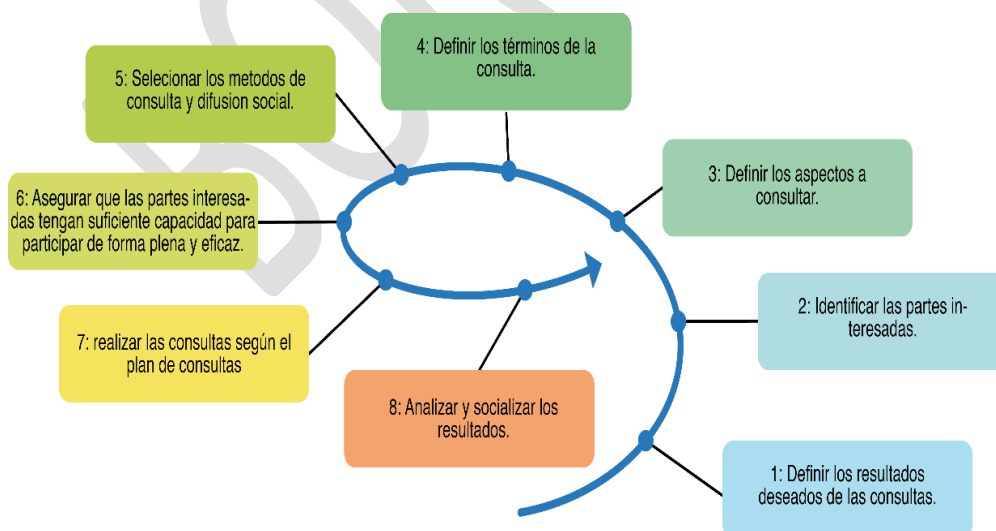 4: Definir los términos de la
consulta.
5: Selecionar los metodos de
consulta y difusion social.
3: Definir los aspectos a
consultar.
6: Asegurar que las partes interesa-
das tengan suficiente capacidad para
participar de forma plena y eficaz.
2: Identificar las partes in-
teresadas.
7: realizar las consultas según el
plan de consultas
8: Analizar y socializar los
resultados.
1: Definir los resultados
deseados de las consultas.